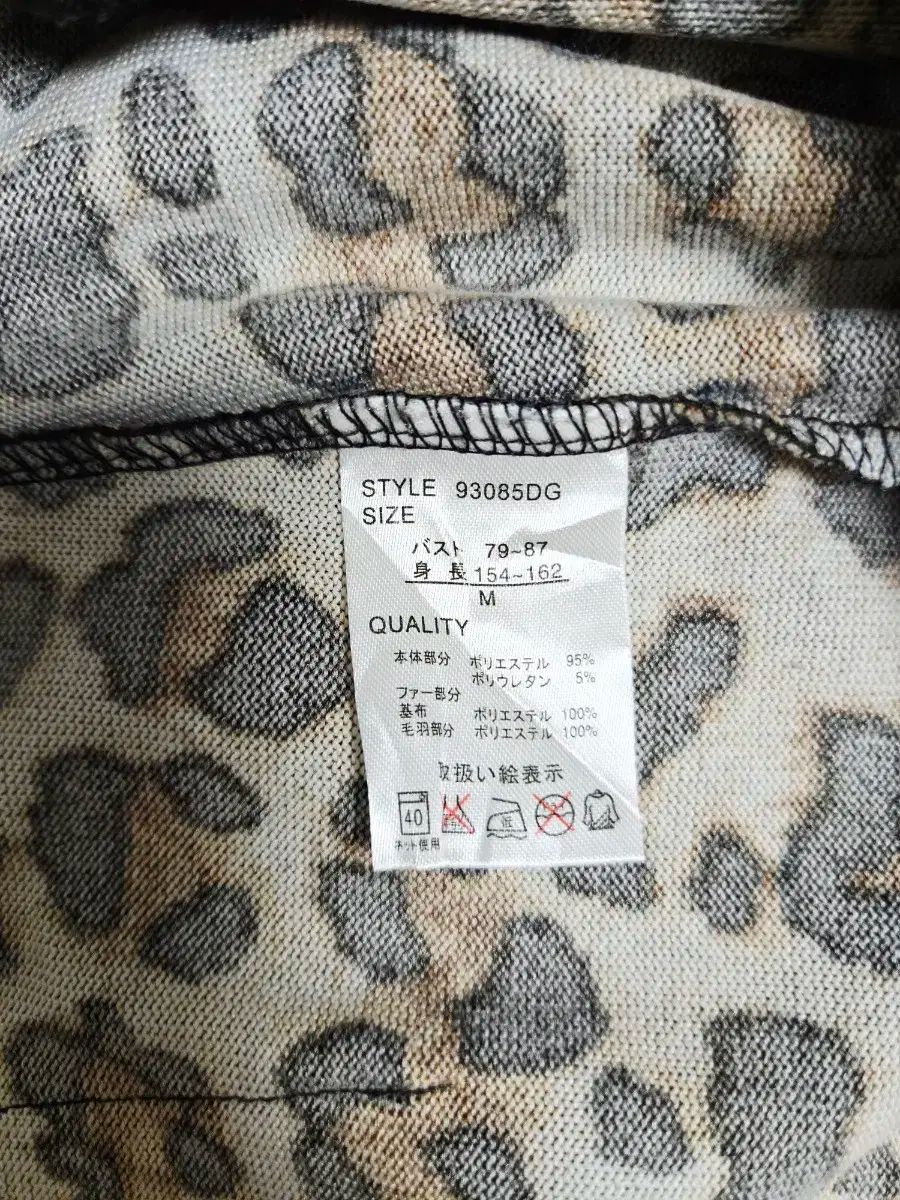 STYLE 93085DG
SIZE
バスト 79~87
身 長 154~162
M
QUALITY
本体部分 ポリエステル 95%
ポリウレタン 5%
ファー部分
基布 ポリエステル 100%
毛羽部分 ポリエステル 100%
取扱い絵表示
40 低
ネット使用